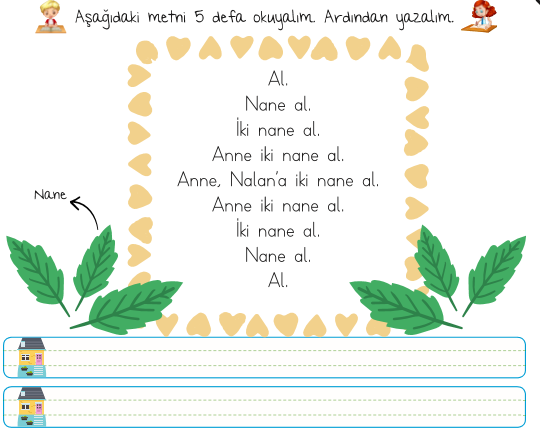 Aşağıdaki metni 5 defa okuyalım. Ardından yazalım.
Al.
Nane al.
İki nane al.
Anne iki nane al.
Anne, Nalan'a iki nane al.
Anne iki nane al.
İki nane al.
Nane al.
Al.
Nane